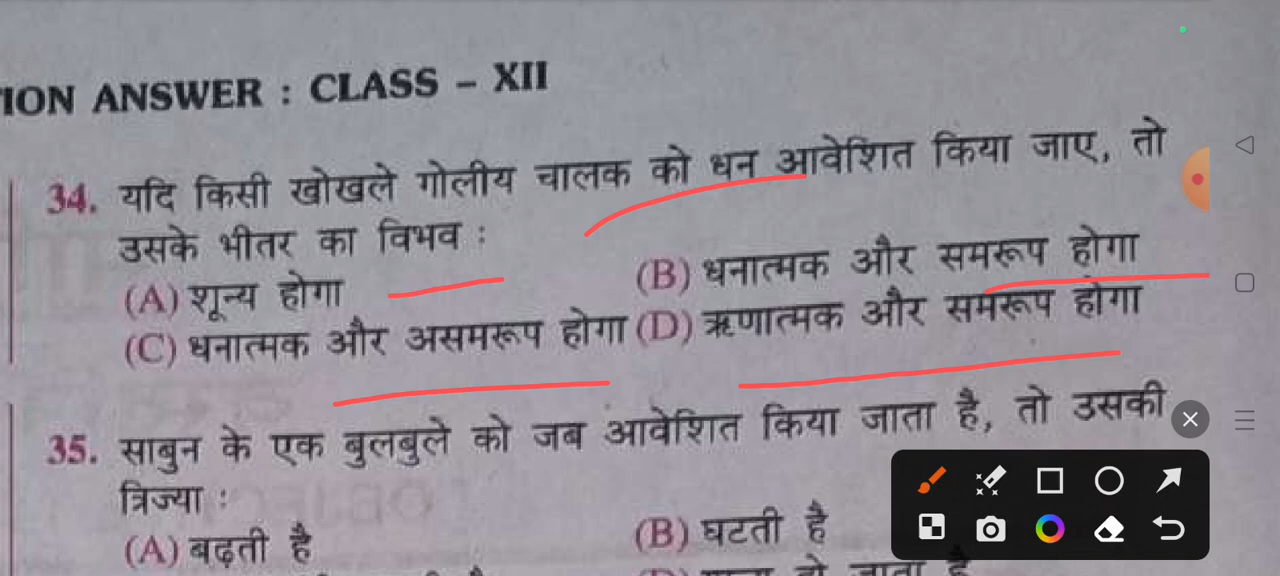 ION ANSWER : CLASS – XII
34. यदि किसी खोखले गोलीय चालक को धन आवेशित किया जाए, तो
उसके भीतर का विभव :
(A) शून्य होगा (B) धनात्मक और समरूप होगा
(C) धनात्मक और असमरूप होगा (D) ऋणात्मक और समरूप होगा
35. साबुन के एक बुलबुले को जब आवेशित किया जाता है, तो उसकी
त्रिज्या :
(A) बढ़ती है (B) घटती है